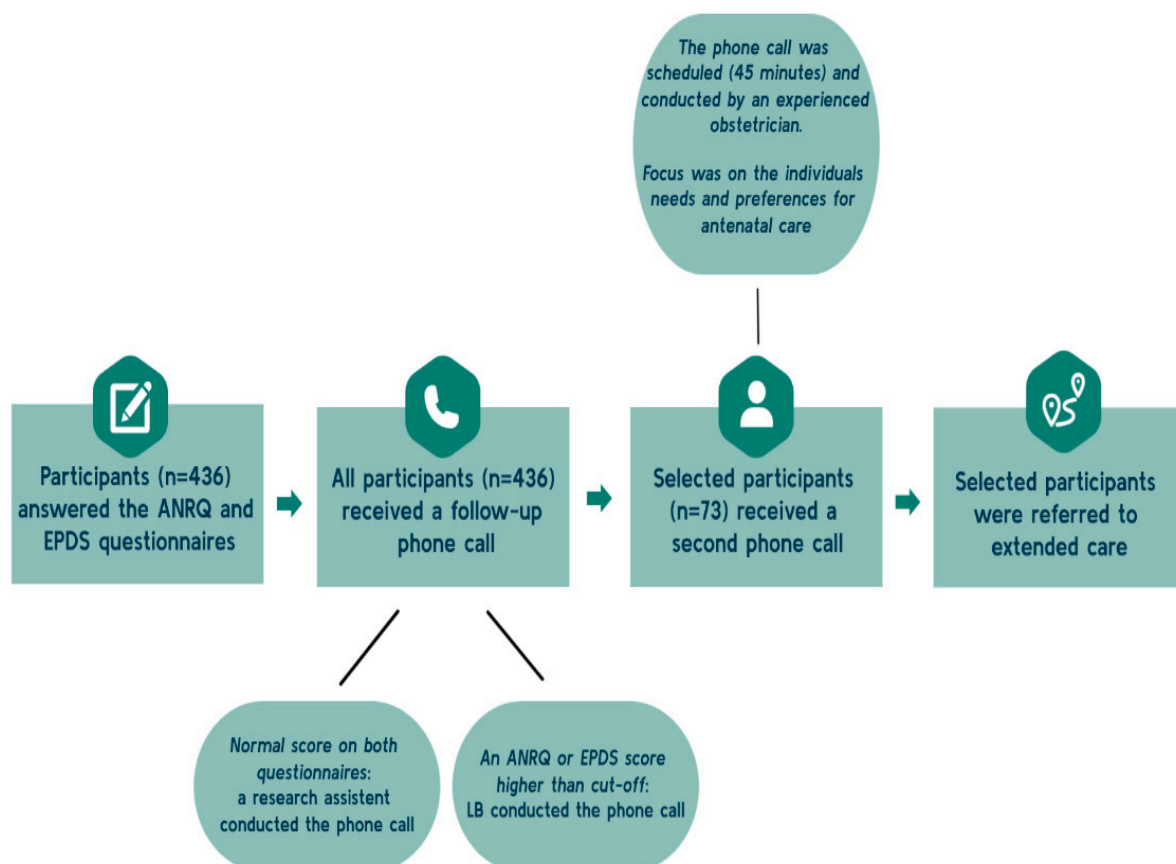 The phone call was
scheduled (45 minutes) and
conducted by an experienced
obstetrician.
Focus was on the individuals
needs and preferences for
antenatal care
Participants (n=436)
answered the ANRQ and
EPDS questionnaires
All participants (n=436)
received a follow-up
phone call
Selected participants
(n=73) received a
second phone call
Selected participants
were referred to
extended care
Normal score on both
questionnaires:
a research assistent
conducted the phone call
An ANRQ or EPDS score
higher than cut-off:
LB conducted the phone call